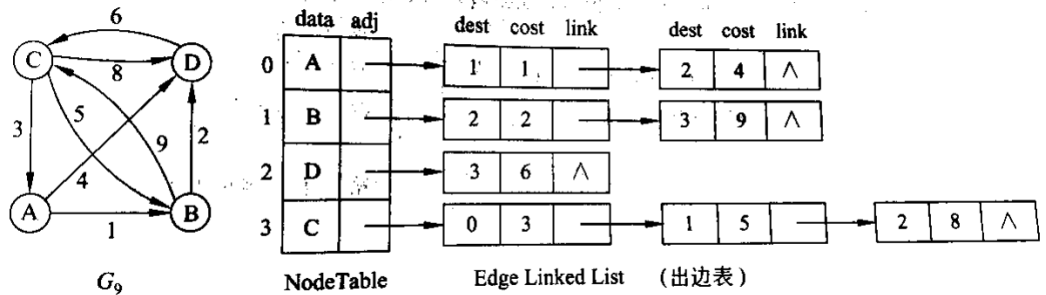 6
C
8
D
3
5
9
2
4
A
1
B
G9
data adj
dest cost link
dest cost link
0 A 1 1 2 4 ∧
1 B 2 2 3 9 ∧
2 D 3 6 ∧
3 C 0 3 1 5 2 8 ∧
NodeTable
Edge Linked List (出边表)